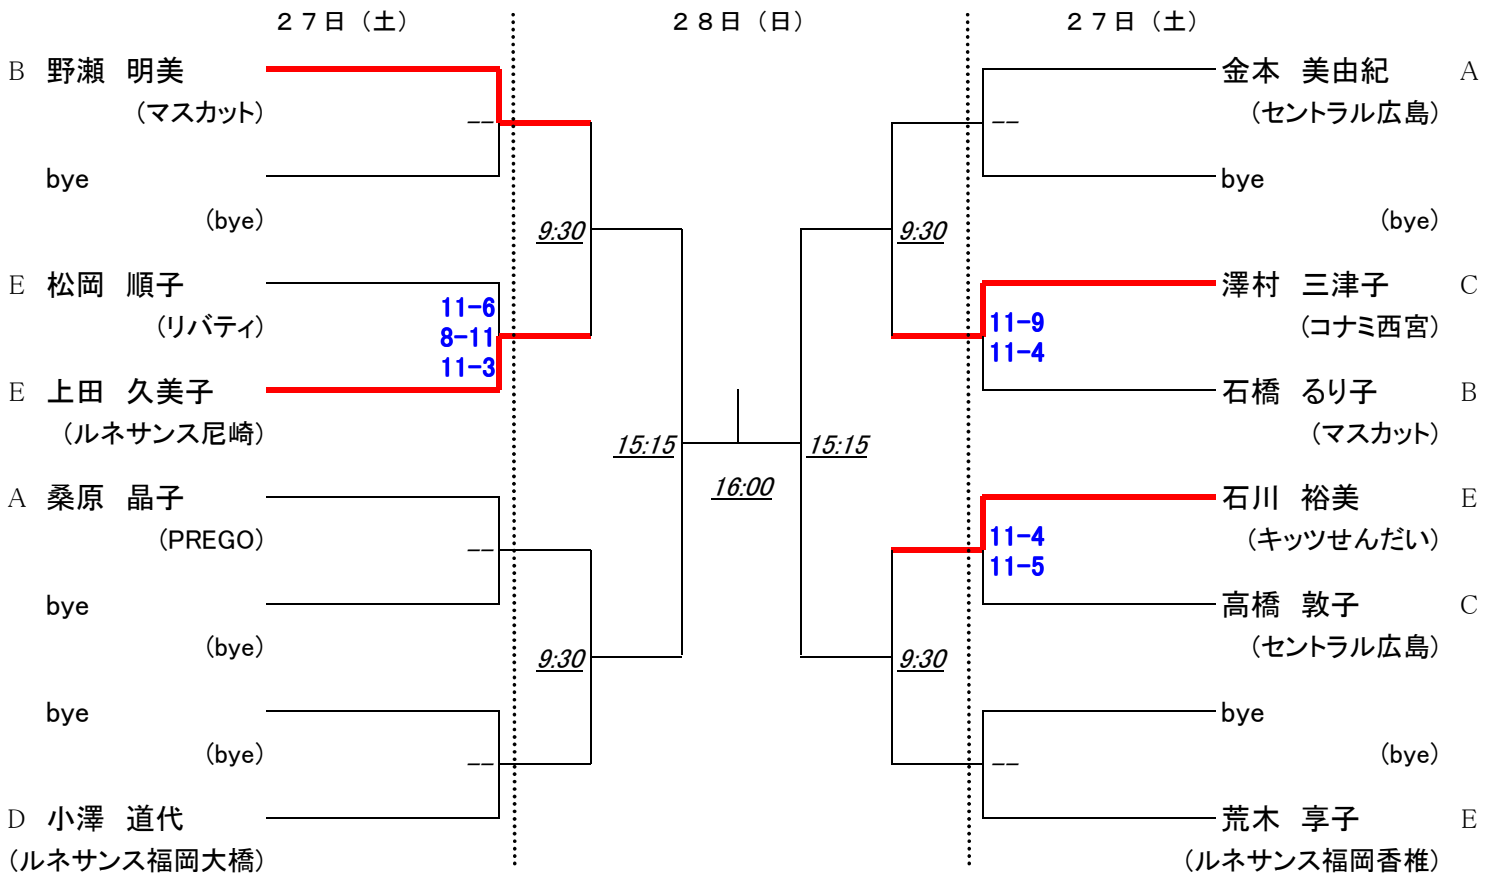 ２７日（土）
２８日（日）
２７日（土）
B 野瀬 明美
（マスカット）
--
bye
（bye）
9:30
E 松岡 順子
（リバティ）
11-6
8-11
11-3
E 上田 久美子
（ルネサンス尼崎）
15:15
A 桑原 晶子
（PREGO）
--
bye
（bye）
9:30
bye
（bye）
--
D 小澤 道代
（ルネサンス福岡大橋）
16:00
金本 美由紀 A
（セントラル広島）
--
bye
（bye）
9:30
澤村 三津子 C
（コナミ西宮）
11-9
11-4
石橋 るり子 B
（マスカット）
15:15
石川 裕美 E
（キッツせんだい）
11-4
11-5
高橋 敦子 C
（セントラル広島）
9:30
bye
（bye）
--
荒木 享子 E
（ルネサンス福岡香椎）